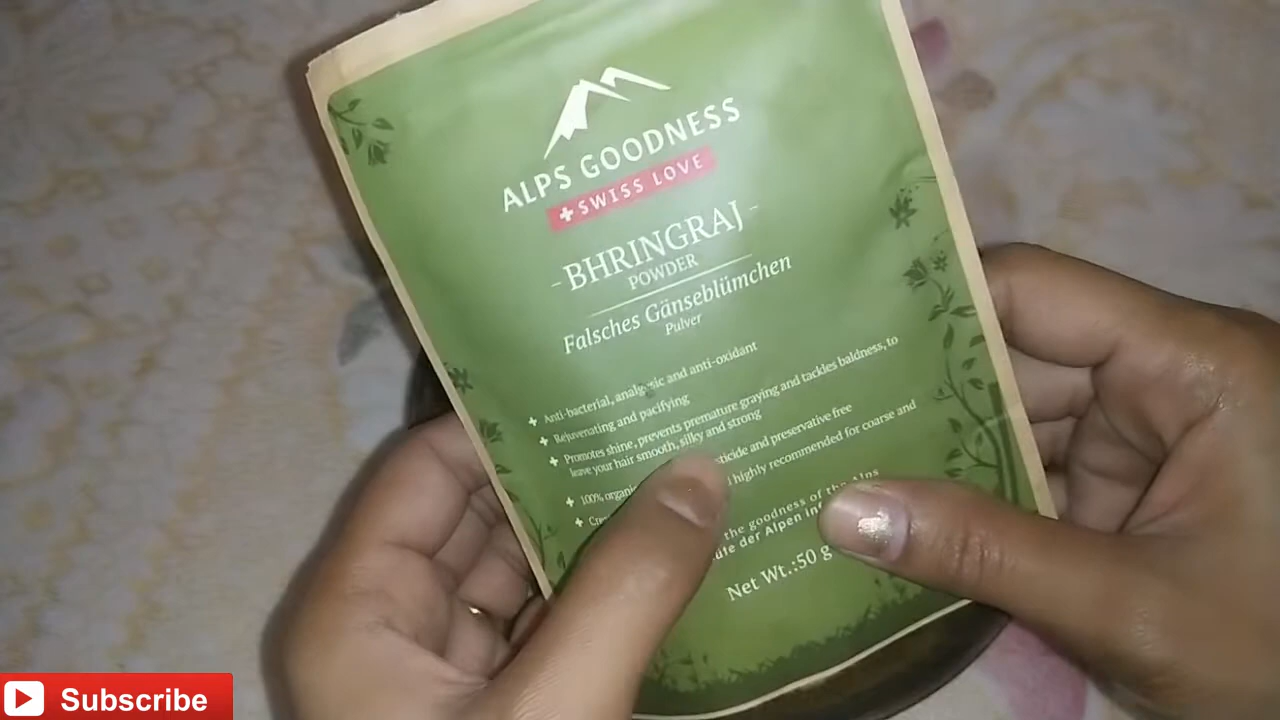 ALPS GOODNESS
SWISS LOVE
- BHRINGRAJ -
POWDER
Falsches Gänseblümchen
Pulver
Anti-bacterial, analgesic and anti-oxidant
Rejuvenating and pacifying
Promotes shine, prevents premature graying and tackles baldness, to
leave your hair smooth, silky and strong
100% organic sticide and preservative free
highly recommended for coarse and
the goodness of the Alps
der Alpen
Net Wt.:50 g
Subscribe